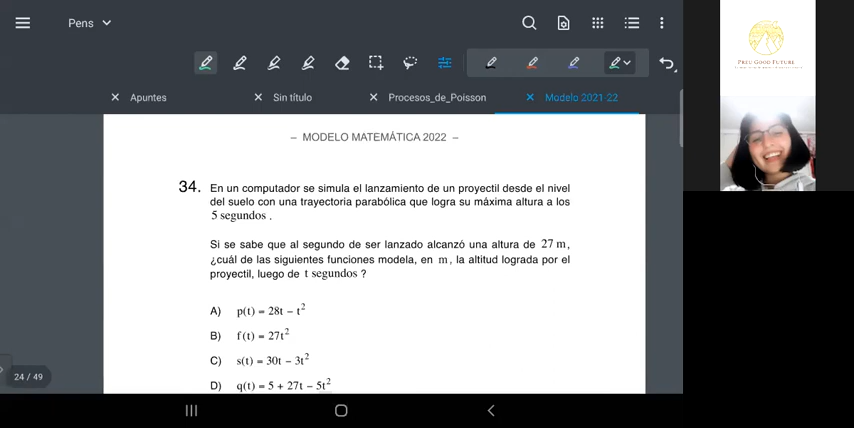 Pens
Apuntes
Sin título
Procesos_de_Poisson
Modelo 2021-22
– MODELO MATEMÁTICA 2022 –
34. En un computador se simula el lanzamiento de un proyectil desde el nivel
del suelo con una trayectoria parabólica que logra su máxima altura a los
5 segundos .
Si se sabe que al segundo de ser lanzado alcanzó una altura de 27 m,
¿cuál de las siguientes funciones modela, en m, la altitud lograda por el
proyectil, luego de t segundos ?
A) p(t) = 28t – t²
B) f(t) = 27t²
C) s(t) = 30t – 3t²
D) q(t) = 5 + 27t – 5t²
24 / 49
PREU GOOD FUTURE